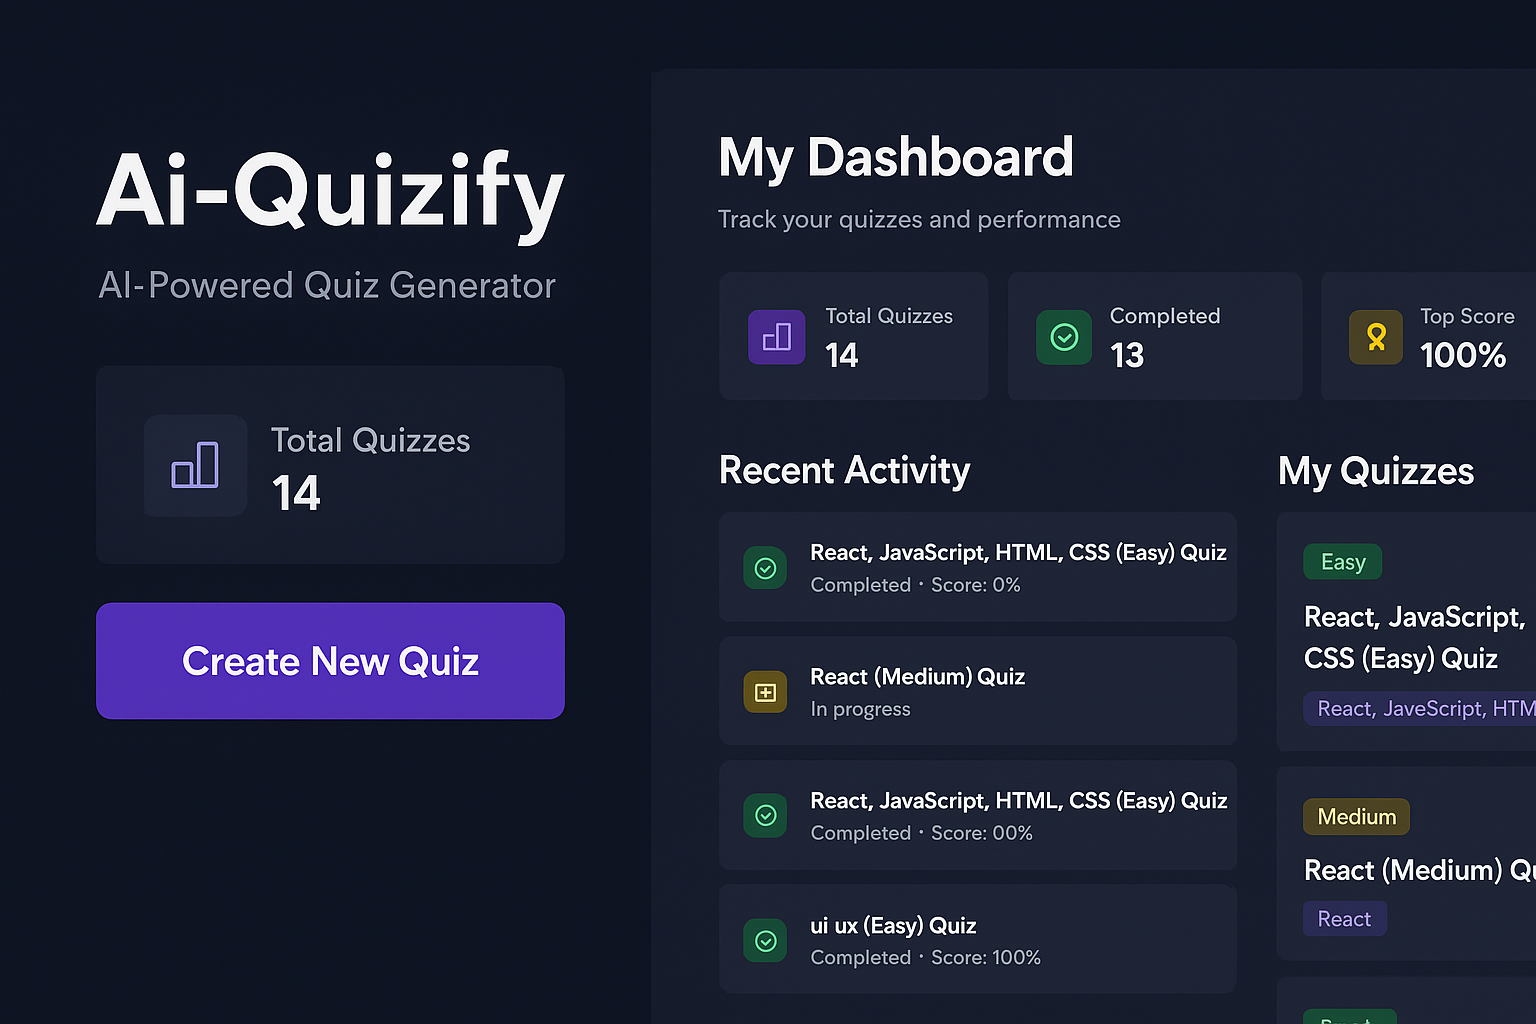 Ai-Quizify
AI-Powered Quiz Generator
Total Quizzes
14
Create New Quiz
My Dashboard
Track your quizzes and performance
Total Quizzes
14
Completed
13
Top Score
100%
Recent Activity
React, JavaScript, HTML, CSS (Easy) Quiz
Completed · Score: 0%
React (Medium) Quiz
In progress
React, JavaScript, HTML, CSS (Easy) Quiz
Completed · Score: 00%
ui ux (Easy) Quiz
Completed · Score: 100%
My Quizzes
Easy
React, JavaScript,
CSS (Easy) Quiz
React, JaveScript, HTM
Medium
React (Medium) Qu
React